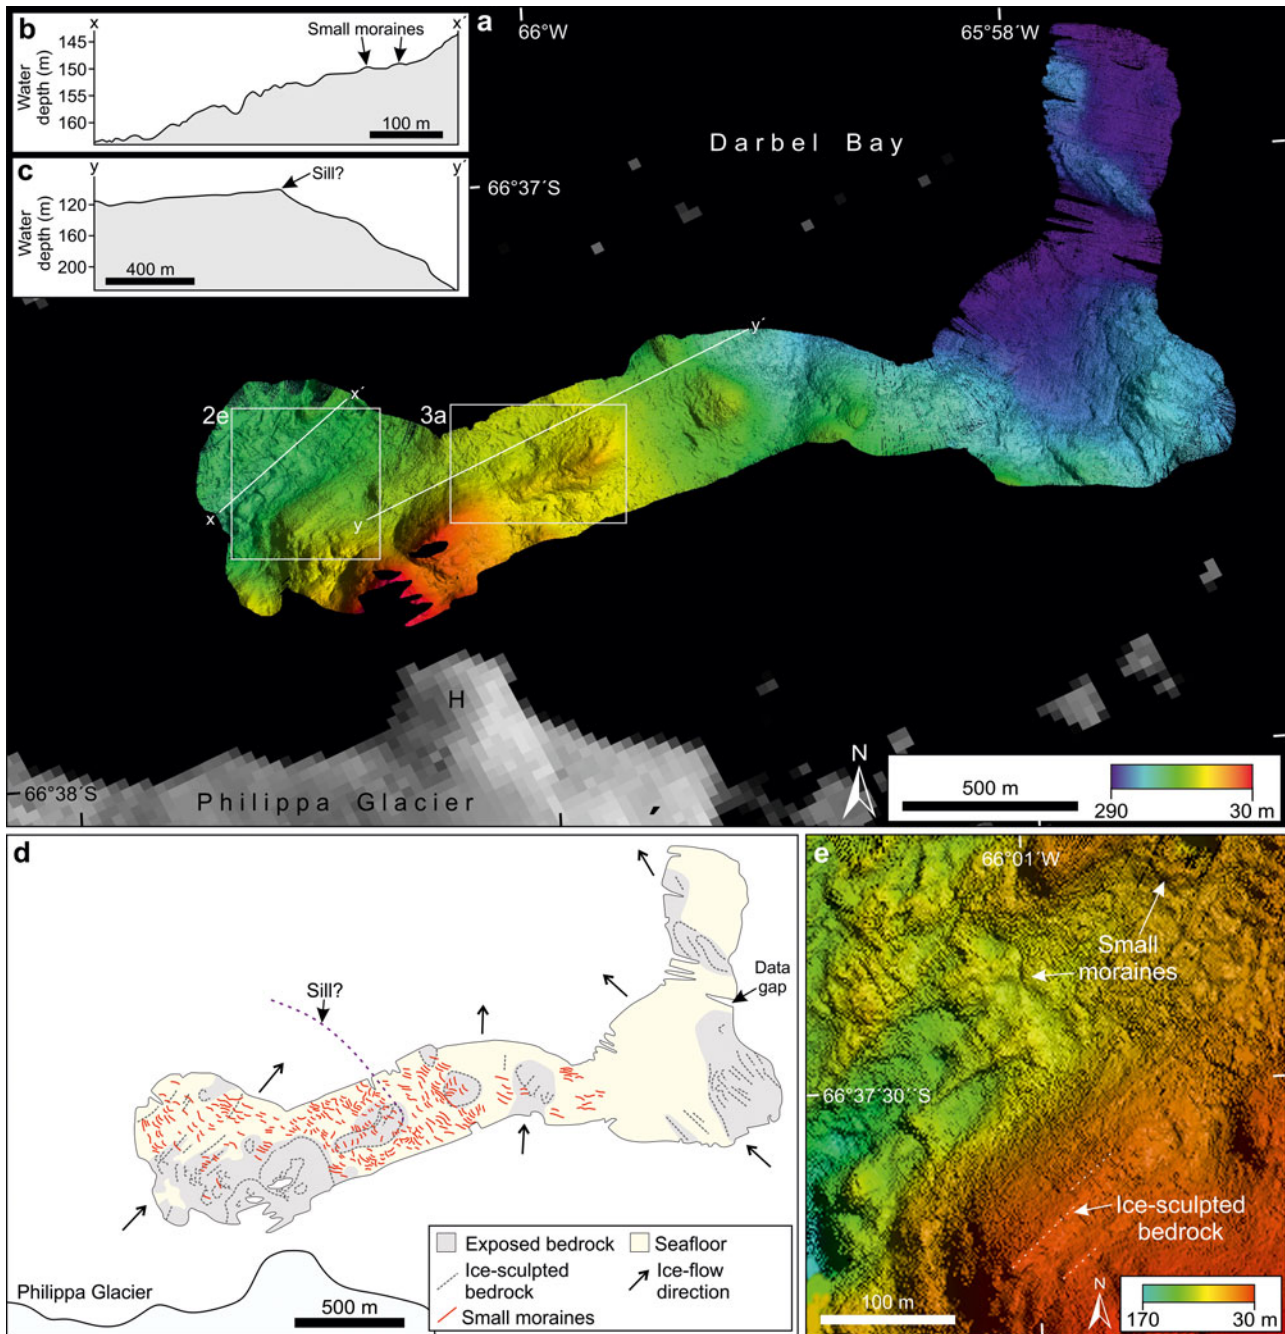 b
x
x´
Small moraines
145
150
155
160
Water
depth (m)
100 m
c
y
y´
Sill?
120
160
200
Water
depth (m)
400 m
a
66°W
65°58´W
Darbel Bay
66°37´S
x´
2e
3a
y´
x
y
H
66°38´S
Philippa Glacier
N
500 m
290
30 m
d
Sill?
Data
gap
Philippa Glacier
500 m
Exposed bedrock
Seafloor
Ice-sculpted
bedrock
Ice-flow
direction
Small moraines
e
66°01´W
Small
moraines
66°37´30´´S
Ice-sculpted
bedrock
N
100 m
170
30 m